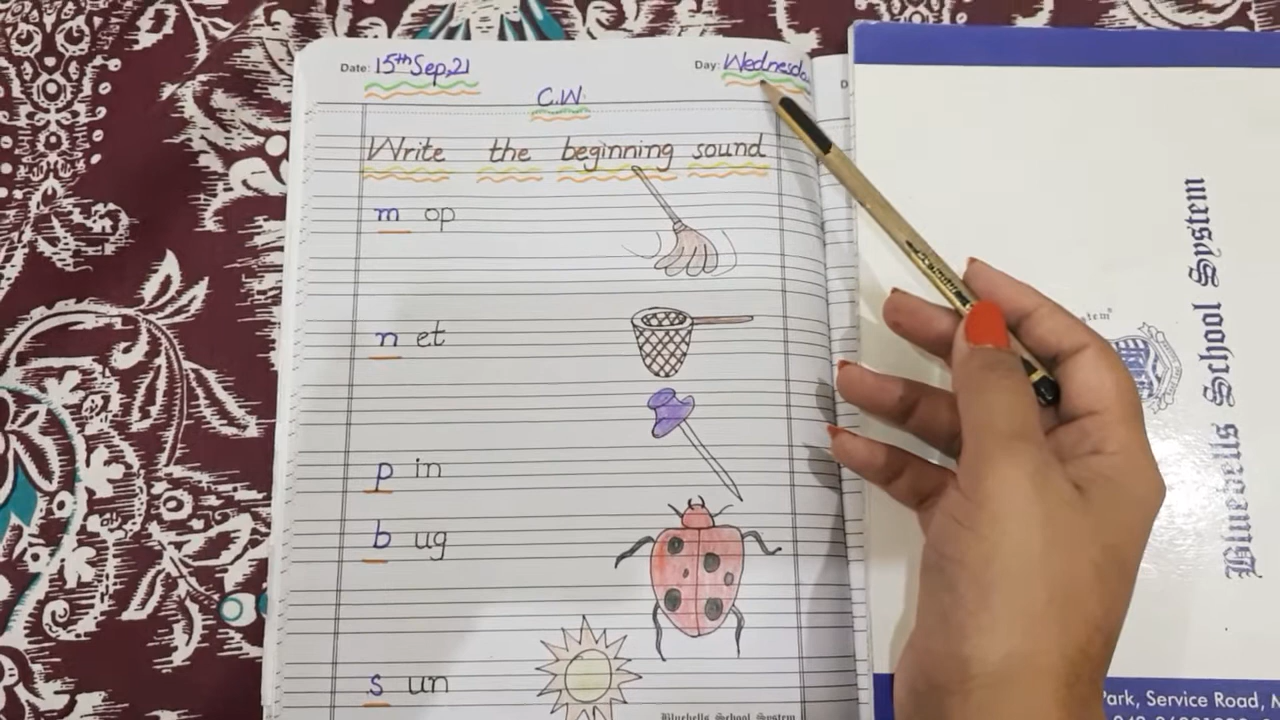 Date: 15th Sep,21
Day: Wednesda
C.W.
Write the beginning sound
m op
n et
p in
b ug
s un
Bluebells School System
Bluebells School System
Park, Service Road,